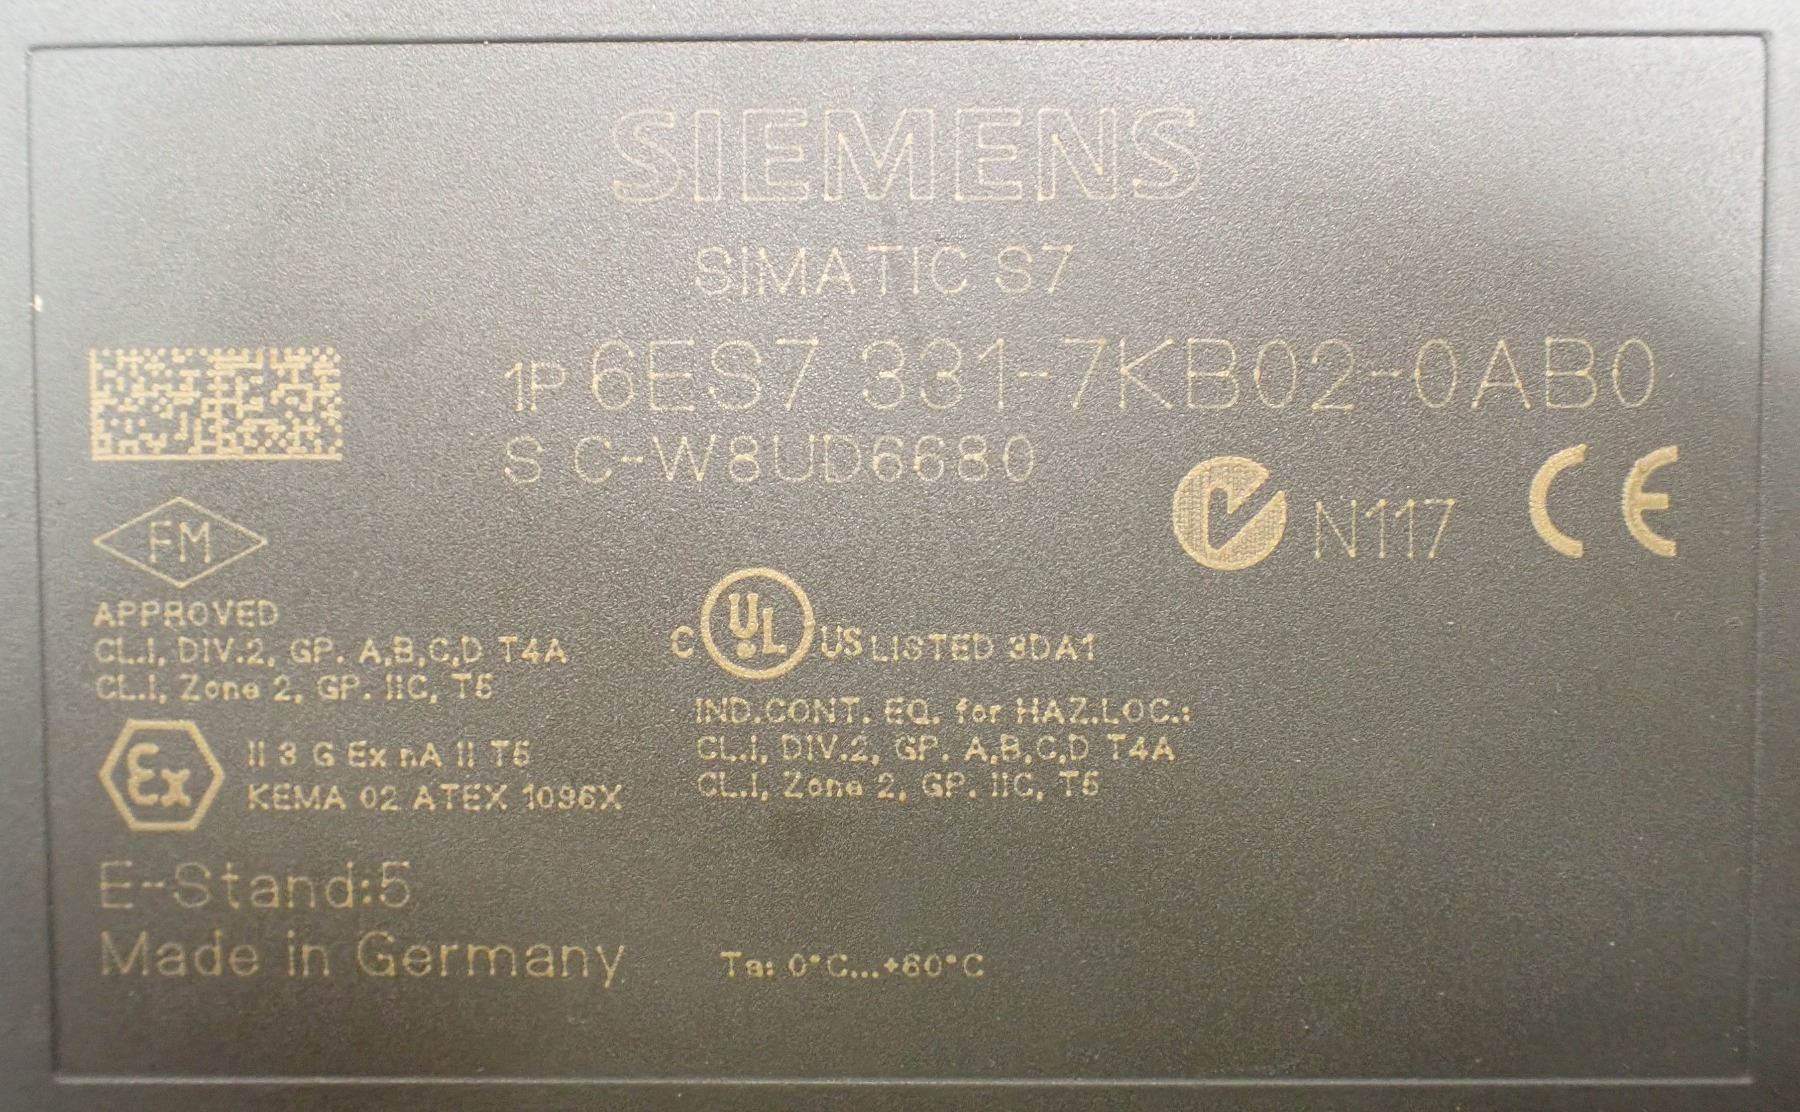 SIEMENS
SIMATIC S7
1P 6ES7 331-7KB02-0AB0
S C-W8UD6680
N117 CE
FM
APPROVED
CL.I, DIV.2, GP. A,B,C,D T4A
CL.I, Zone 2, GP. IIC, T5
Ex II 3 G Ex nA II T5
KEMA 02 ATEX 1096X
C UL US LISTED 3DA1
IND.CONT. EQ. for HAZ.LOC.:
CL.I, DIV.2, GP. A,B,C,D T4A
CL.I, Zone 2, GP. IIC, T5
E-Stand:5
Made in Germany
Ta: 0°C...+60°C